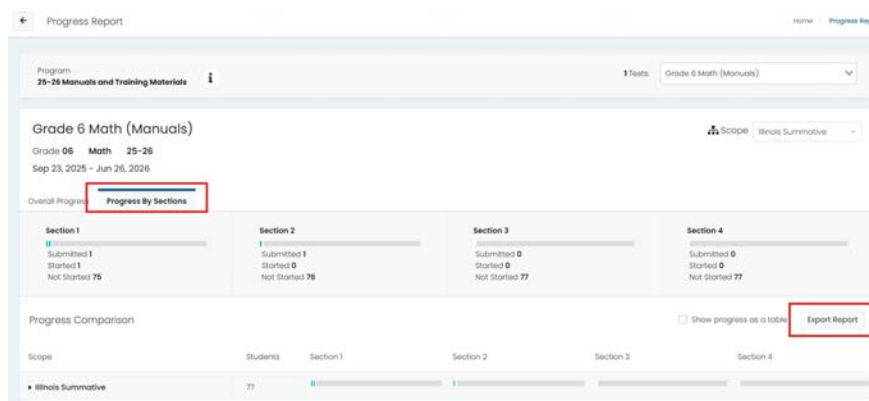 Progress Report
Home Progress Rep
Program
25-26 Manuals and Training Materials
i
1 Tests
Grade 6 Math (Manuals)
Grade 6 Math (Manuals)
Scope
Illinois Summative
Grade 06 Math 25-26
Sep 23, 2025 - Jun 26, 2026
Overall Progress
Progress By Sections
Section 1
Submitted 1
Started 1
Not Started 75
Section 2
Submitted 1
Started 0
Not Started 76
Section 3
Submitted 0
Started 0
Not Started 77
Section 4
Submitted 0
Started 0
Not Started 77
Progress Comparison
Show progress as a table
Export Report
Scope Students Section 1 Section 2 Section 3 Section 4
Illinois Summative 77